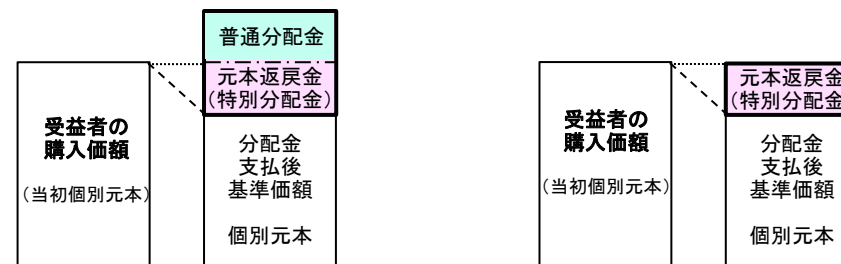 普通分配金
元本返戻金
(特別分配金)
受益者の
購入価額
(当初個別元本)
分配金
支払後
基準価額
個別元本
元本返戻金
(特別分配金
受益者の
購入価額
(当初個別元本)
分配金
支払後
基準価額
個別元本